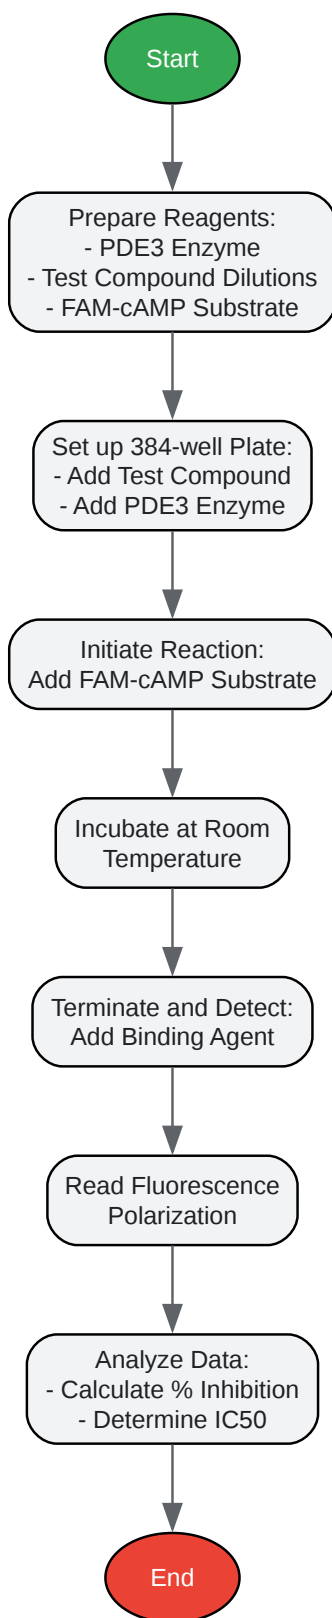 Start
Prepare Reagents:
- PDE3 Enzyme
- Test Compound Dilutions
- FAM-cAMP Substrate
Set up 384-well Plate:
- Add Test Compound
- Add PDE3 Enzyme
Initiate Reaction:
Add FAM-cAMP Substrate
Incubate at Room
Temperature
Terminate and Detect:
Add Binding Agent
Read Fluorescence
Polarization
Analyze Data:
- Calculate % Inhibition
- Determine IC50
End